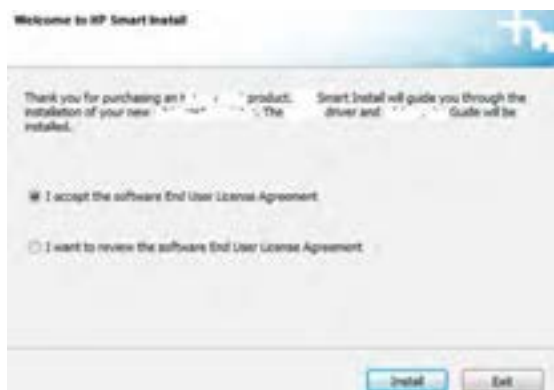 Welcome to HP Smart Install
Thank you for purchasing an product. Smart Install will guide you through the
installation of your new The driver and Guide will be
installed.
I accept the software End User License Agreement
I want to review the software End User License Agreement
Install Exit